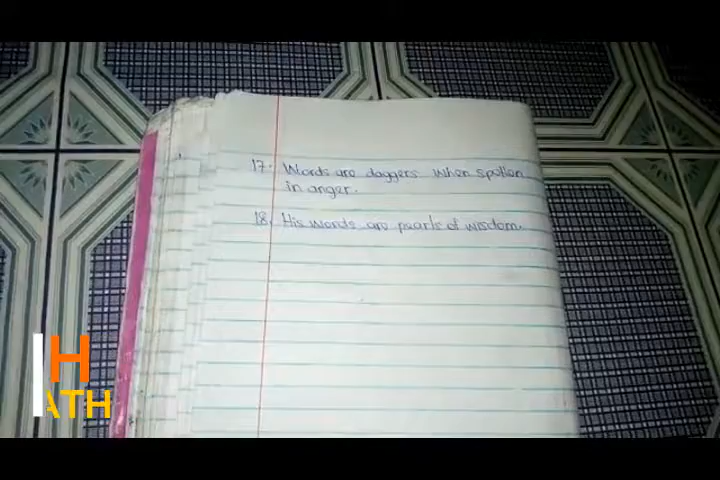 17. Words are daggers when spoken
in anger.
18. His words are pearls of wisdom.
H
ATH